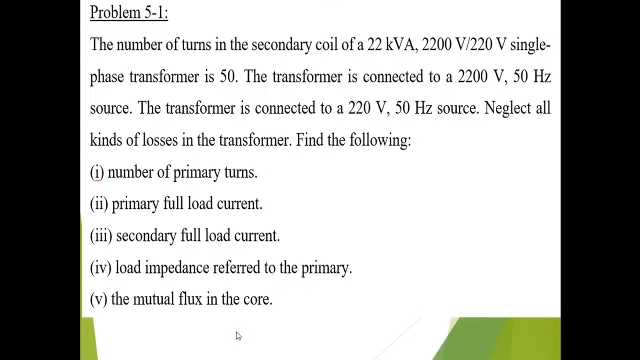 Problem 5-1:
The number of turns in the secondary coil of a 22 kVA, 2200 V/220 V single-
phase transformer is 50. The transformer is connected to a 2200 V, 50 Hz
source. The transformer is connected to a 220 V, 50 Hz source. Neglect all
kinds of losses in the transformer. Find the following:
(i) number of primary turns.
(ii) primary full load current.
(iii) secondary full load current.
(iv) load impedance referred to the primary.
(v) the mutual flux in the core.